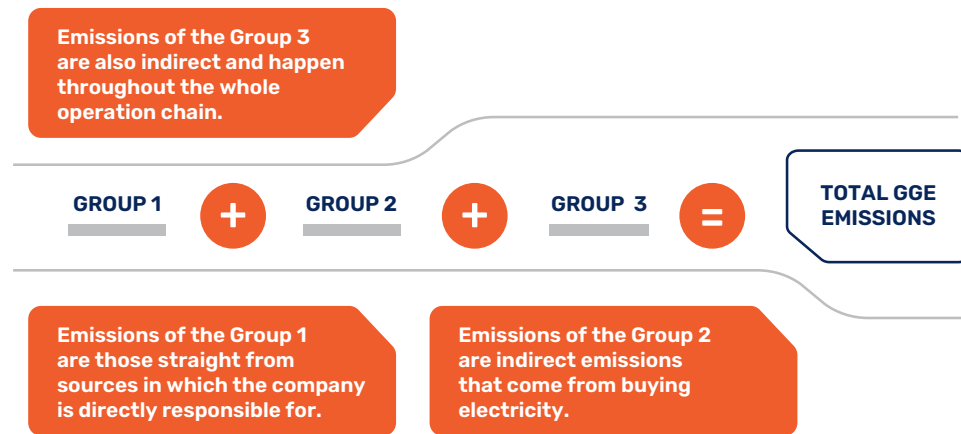 Emissions of the Group 3
are also indirect and happen
throughout the whole
operation chain.
GROUP 1
+
GROUP 2
+
GROUP 3
=
TOTAL GGE
EMISSIONS
Emissions of the Group 1
are those straight from
sources in which the company
is directly responsible for.
Emissions of the Group 2
are indirect emissions
that come from buying
electricity.